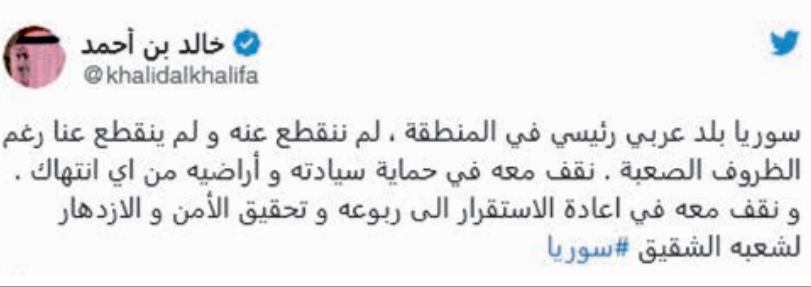 خالد بن أحمد
@khalidalkhalifa
سوريا بلد عربي رئيسي في المنطقة ، لم ننقطع عنه و لم ينقطع عنا رغم
الظروف الصعبة . نقف معه في حماية سيادته و أراضيه من اي انتهاك .
و نقف معه في اعادة الاستقرار الى ربوعه و تحقيق الأمن و الازدهار
لشعبه الشقيق #سوريا